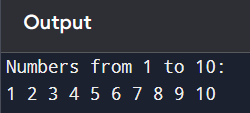 Output
Numbers from 1 to 10:
1 2 3 4 5 6 7 8 9 10